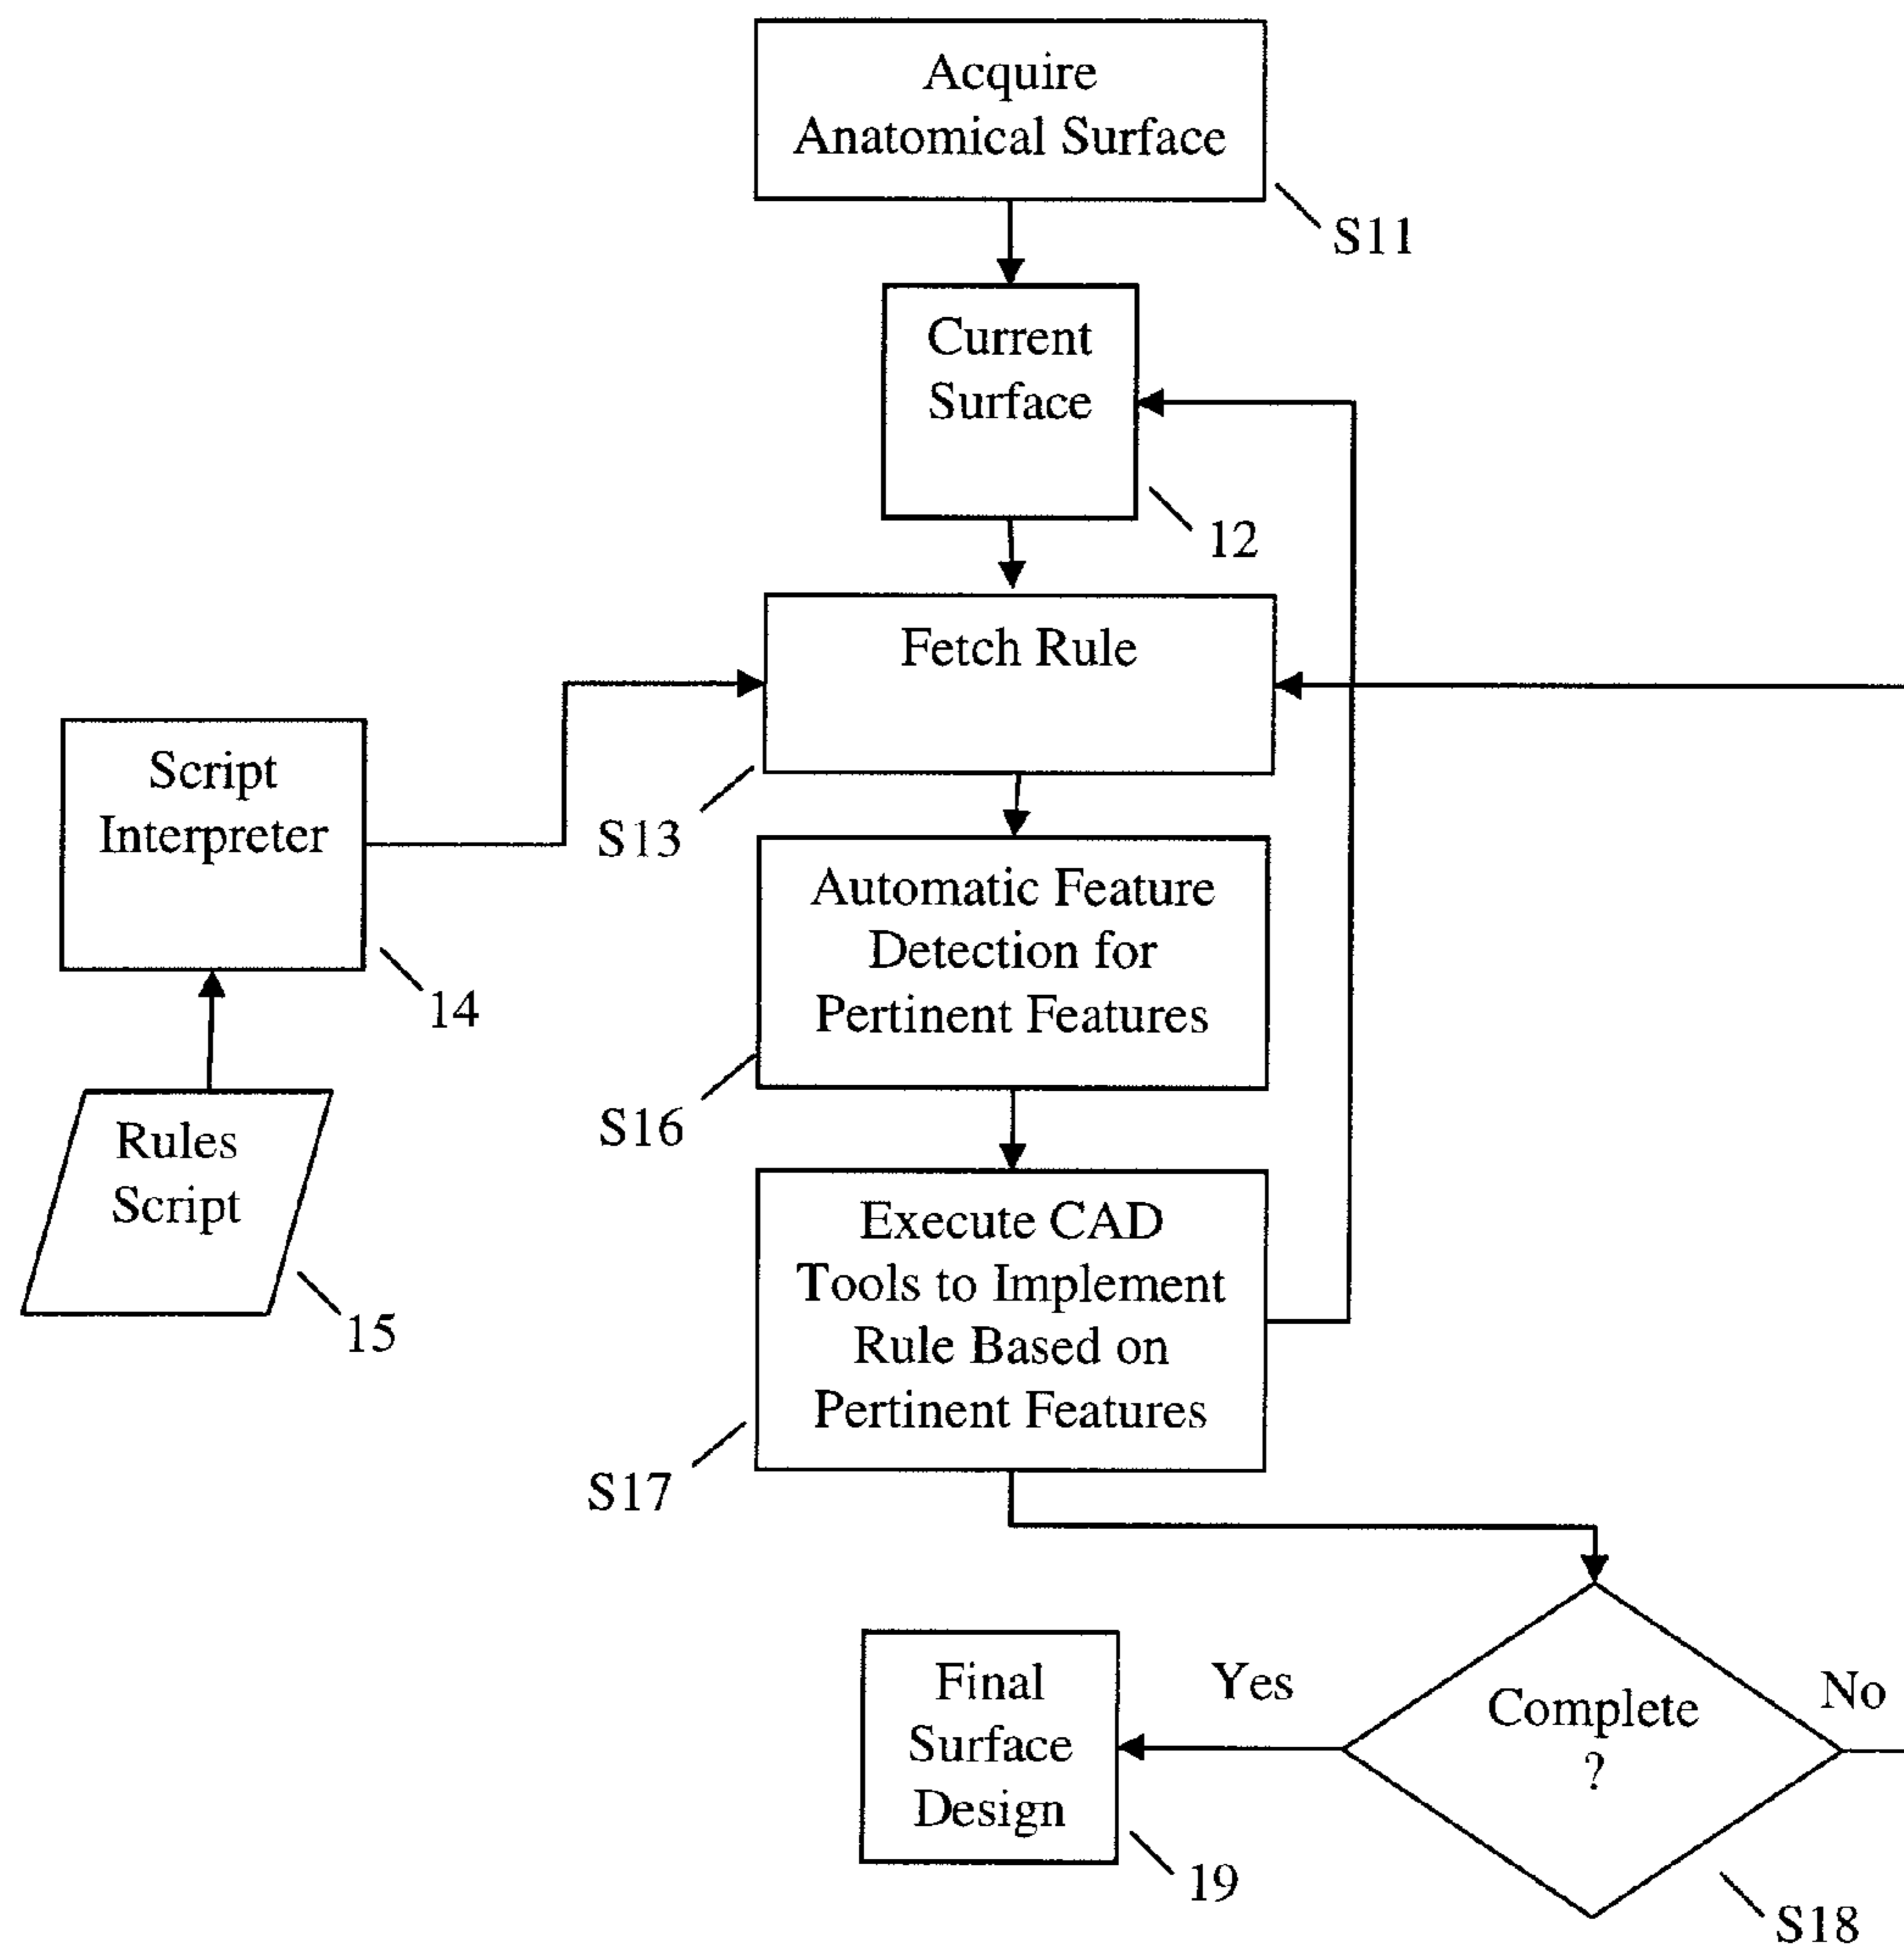 Acquire
Anatomical Surface
S11
Current
Surface
12
Fetch Rule
S13
Script
Interpreter
14
Rules
Script
15
Automatic Feature
Detection for
Pertinent Features
S16
Execute CAD
Tools to Implement
Rule Based on
Pertinent Features
S17
Complete
?
S18
Yes
No
Final
Surface
Design
19